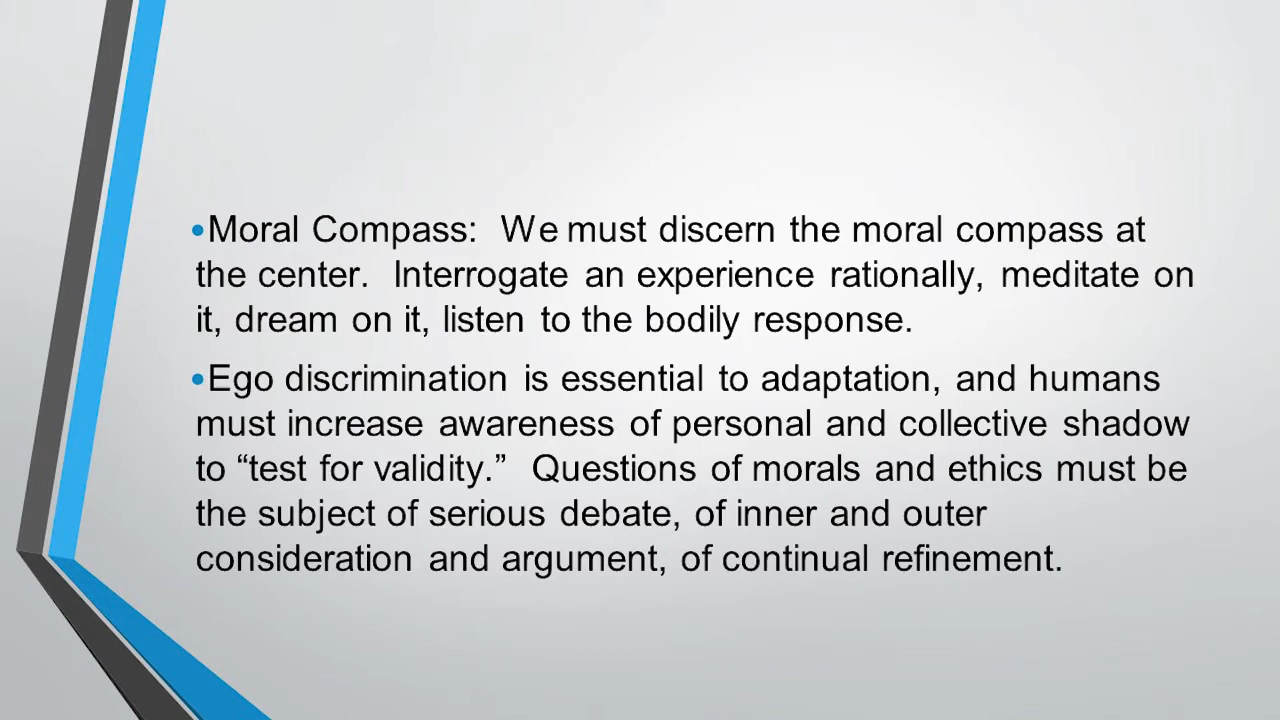 •Moral Compass:  We must discern the moral compass at
the center.  Interrogate an experience rationally, meditate on
it, dream on it, listen to the bodily response.
•Ego discrimination is essential to adaptation, and humans
must increase awareness of personal and collective shadow
to “test for validity.”  Questions of morals and ethics must be
the subject of serious debate, of inner and outer
consideration and argument, of continual refinement.